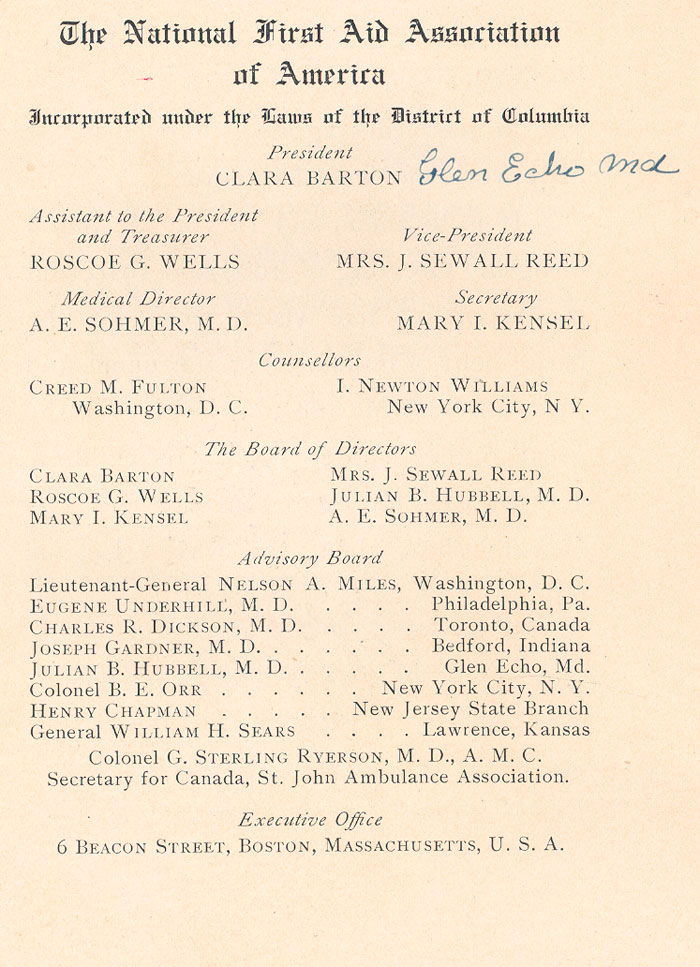 The National First Aid Association
of America
Incorporated under the Laws of the District of Columbia
President
CLARA BARTON Glen Echo Md
Assistant to the President
and Treasurer
ROSCOE G. WELLS
Vice-President
MRS. J. SEWALL REED
Medical Director
A. E. SOHMER, M. D.
Secretary
MARY I. KENSEL
Counsellors
CREED M. FULTON
Washington, D. C.
I. NEWTON WILLIAMS
New York City, N Y.
The Board of Directors
CLARA BARTON
ROSCOE G. WELLS
MARY I. KENSEL
MRS. J. SEWALL REED
JULIAN B. HUBBELL, M. D.
A. E. SOHMER, M. D.
Advisory Board
Lieutenant-General NELSON A. MILES, Washington, D. C.
EUGENE UNDERHILL, M. D. . . . . Philadelphia, Pa.
CHARLES R. DICKSON, M. D. . . . . Toronto, Canada
JOSEPH GARDNER, M. D. . . . . . . Bedford, Indiana
JULIAN B. HUBBELL, M. D. . . . . . Glen Echo, Md.
Colonel B. E. ORR . . . . . . New York City, N. Y.
HENRY CHAPMAN . . . . . New Jersey State Branch
General WILLIAM H. SEARS . . . . Lawrence, Kansas
Colonel G. STERLING RYERSON, M. D., A. M. C.
Secretary for Canada, St. John Ambulance Association.
Executive Office
6 BEACON STREET, BOSTON, MASSACHUSETTS, U. S. A.